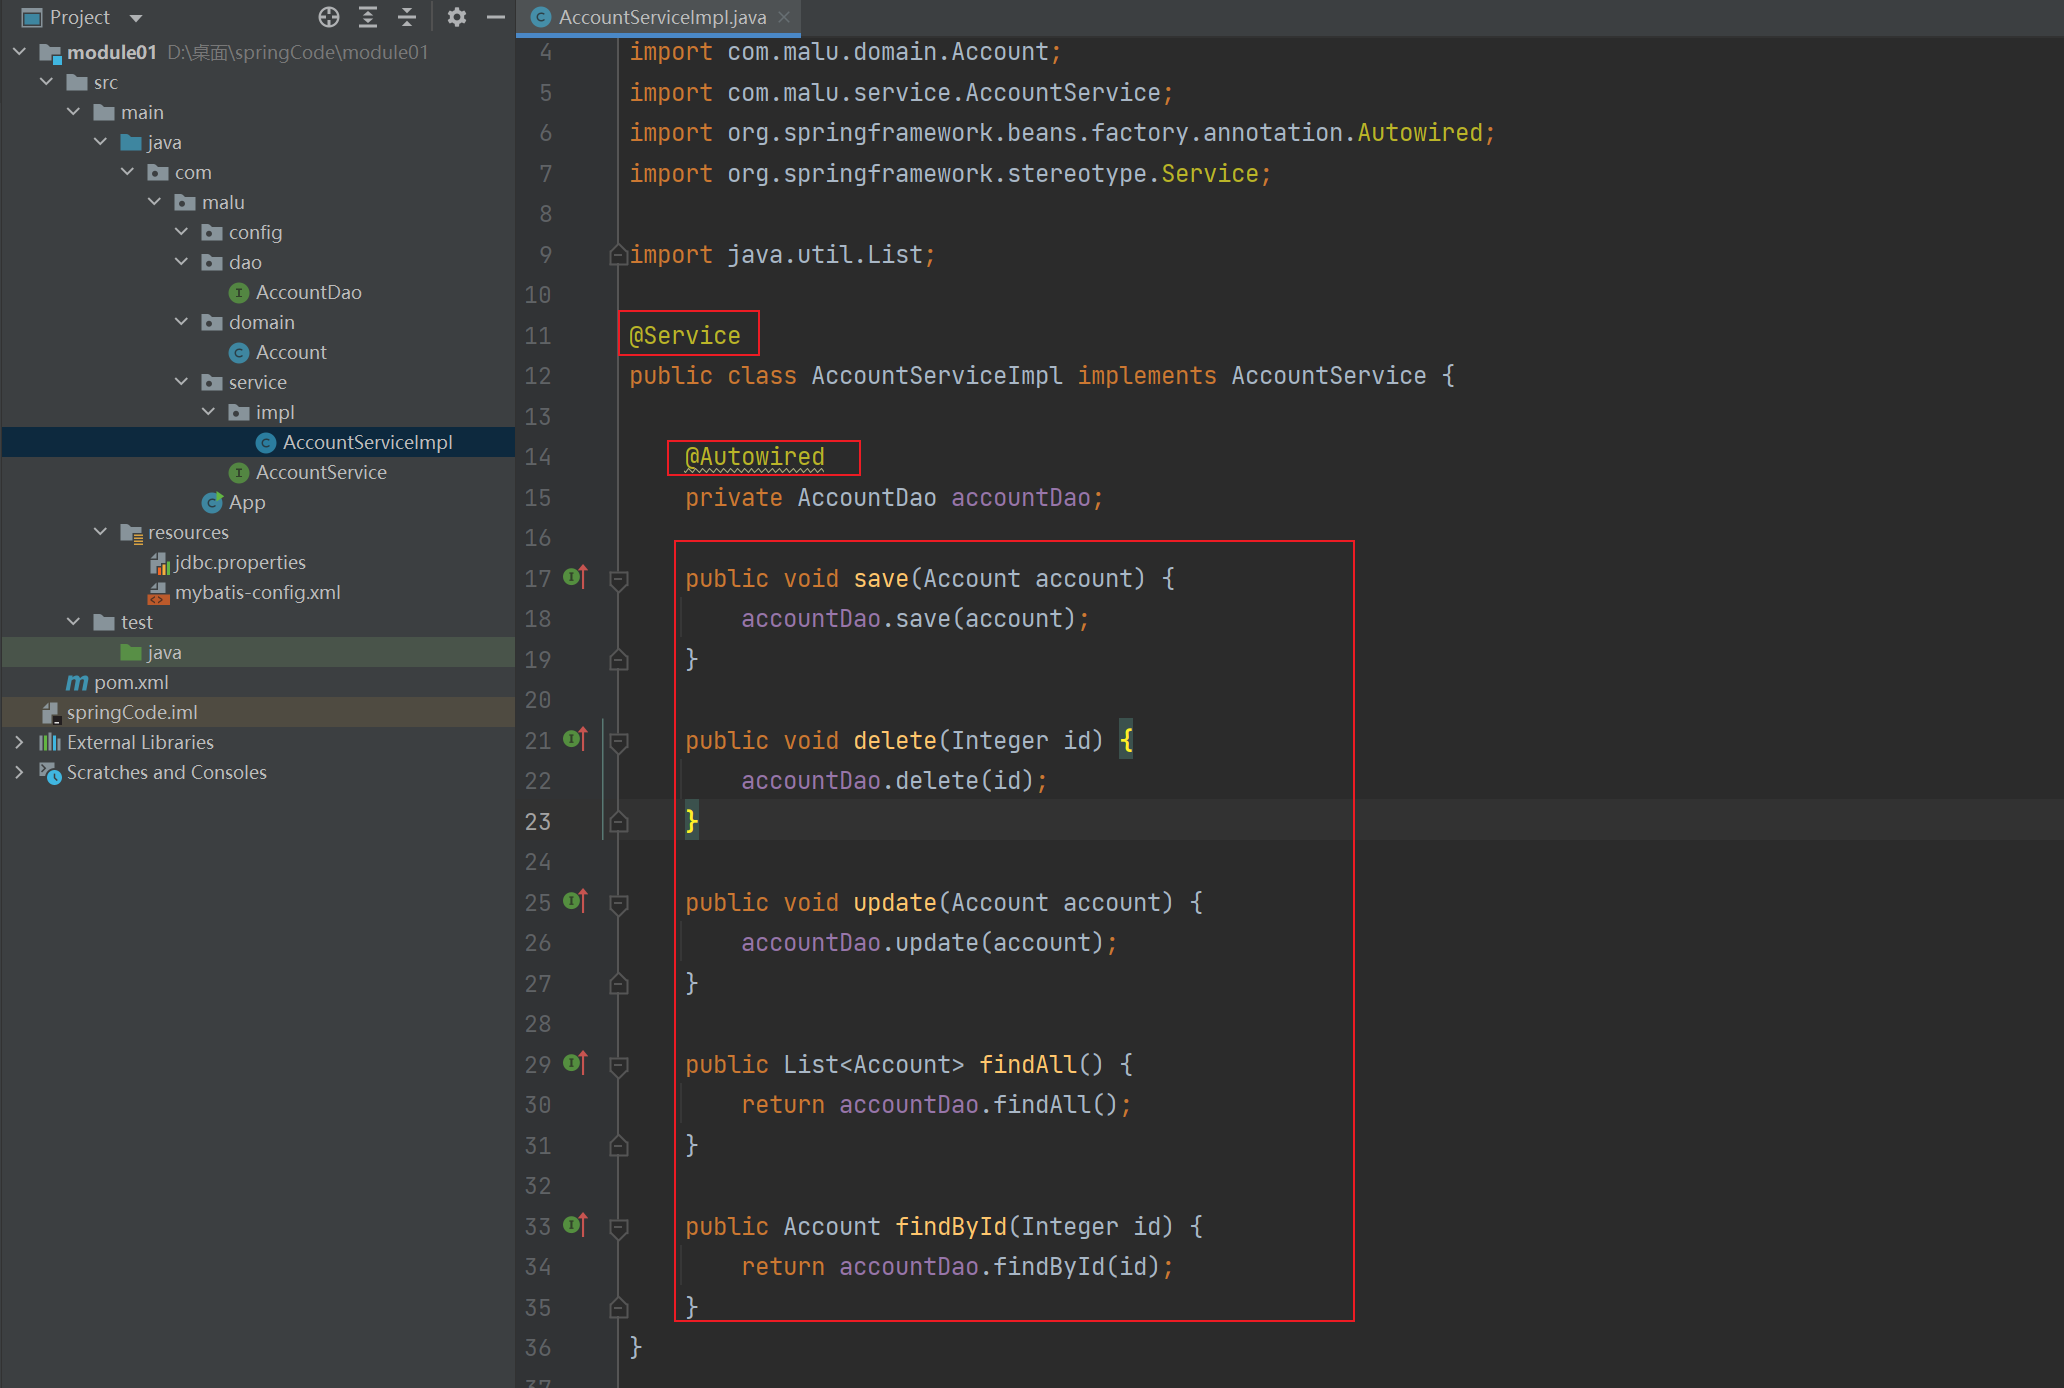 Project
module01 D:\桌面\springCode\module01
src
main
java
com
malu
config
dao
AccountDao
domain
Account
service
impl
AccountServiceImpl
AccountService
App
resources
jdbc.properties
mybatis-config.xml
test
java
pom.xml
springCode.iml
External Libraries
Scratches and Consoles
AccountServiceImpl.java
4 import com.malu.domain.Account;
5 import com.malu.service.AccountService;
6 import org.springframework.beans.factory.annotation.Autowired;
7 import org.springframework.stereotype.Service;
8
9 import java.util.List;
10
11 @Service
12 public class AccountServiceImpl implements AccountService {
13
14 @Autowired
15 private AccountDao accountDao;
16
17 public void save(Account account) {
18 accountDao.save(account);
19 }
20
21 public void delete(Integer id) {
22 accountDao.delete(id);
23 }
24
25 public void update(Account account) {
26 accountDao.update(account);
27 }
28
29 public List<Account> findAll() {
30 return accountDao.findAll();
31 }
32
33 public Account findById(Integer id) {
34 return accountDao.findById(id);
35 }
36 }
37